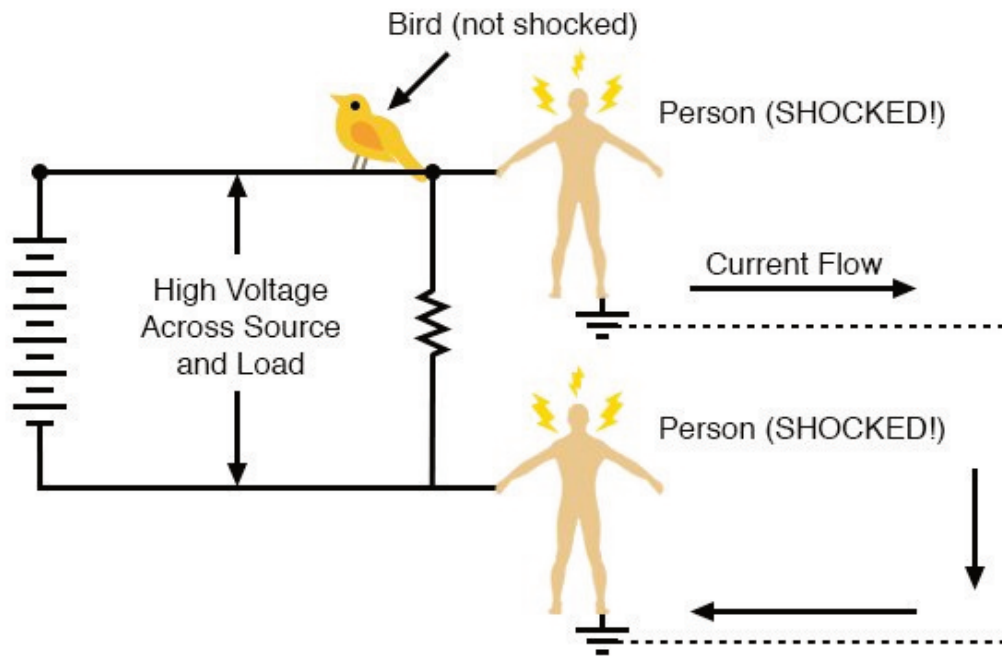 Bird (not shocked)
Person (SHOCKED!)
High Voltage
Across Source
and Load
Current Flow
Person (SHOCKED!)